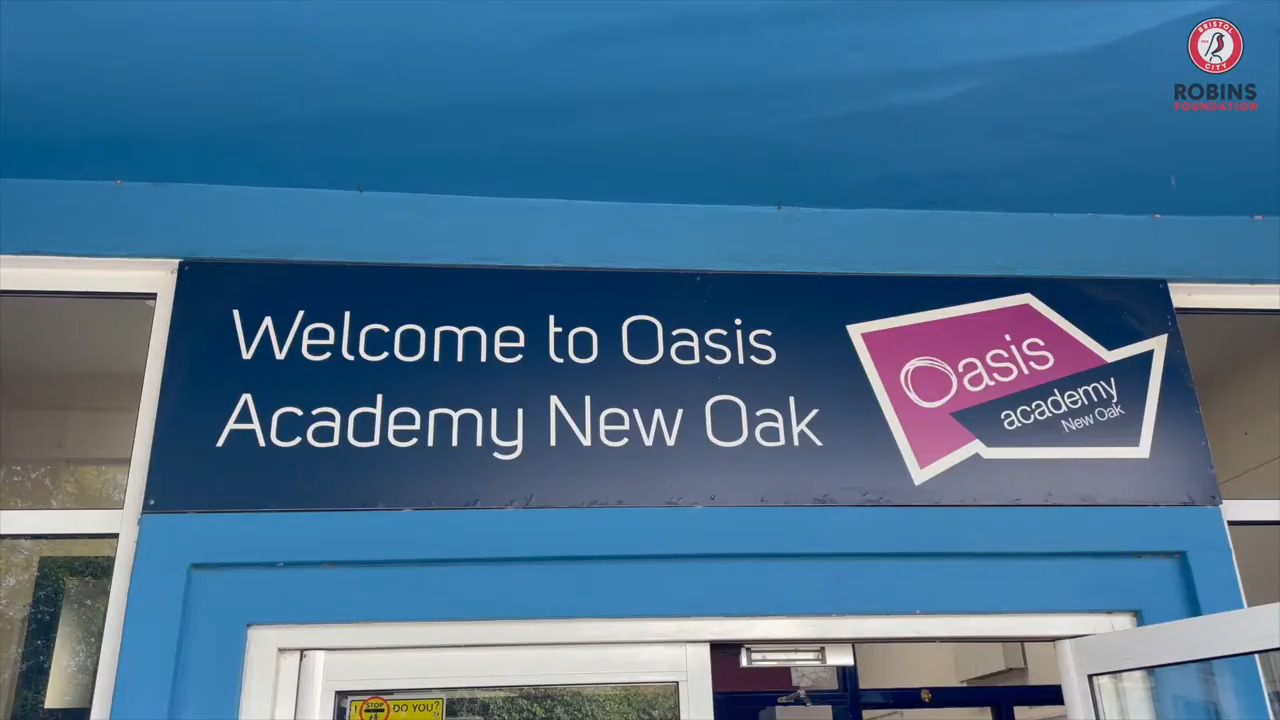 BRISTOL
CITY
ROBINS
FOUNDATION
Welcome to Oasis
Academy New Oak
Oasis
academy
New Oak
STOP
DO YOU?